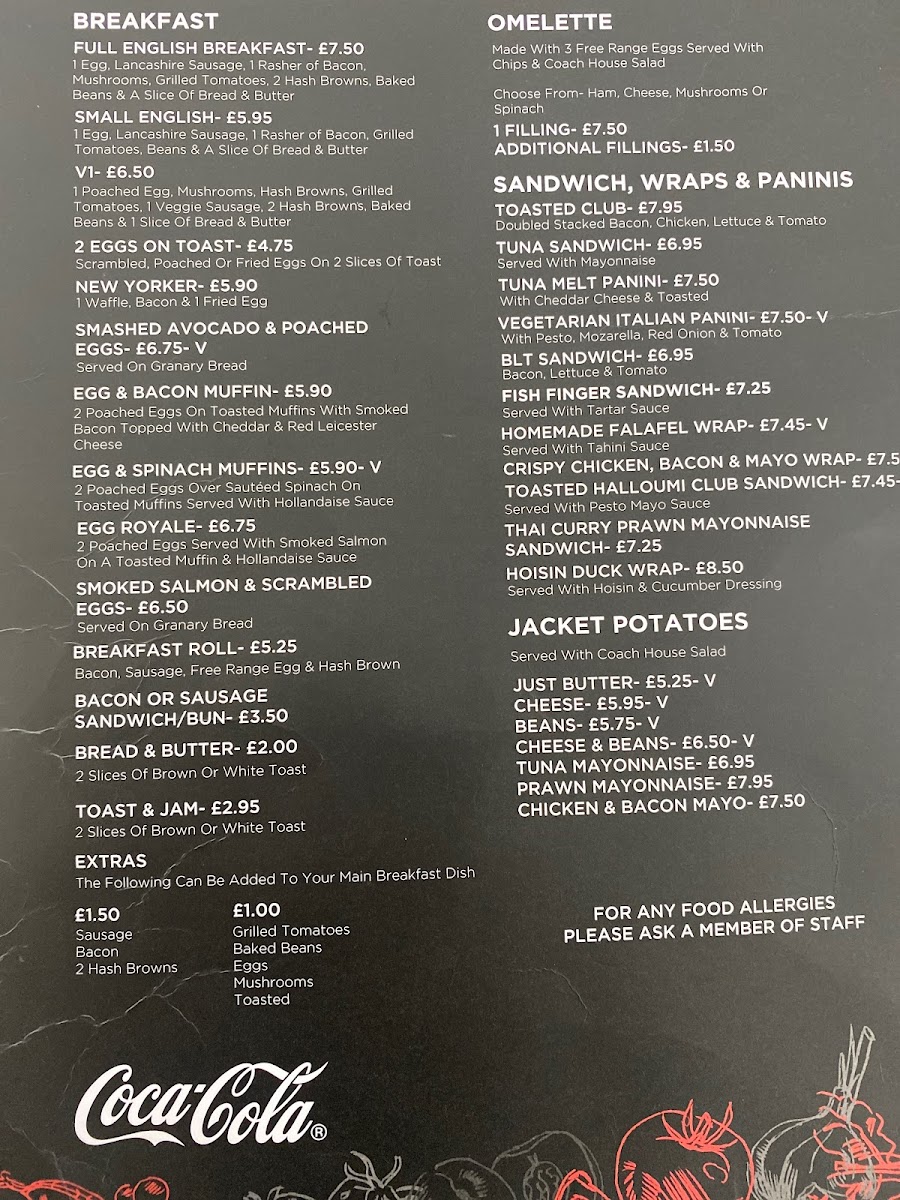 BREAKFAST
FULL ENGLISH BREAKFAST- £7.50
1 Egg, Lancashire Sausage, 1 Rasher of Bacon,
Mushrooms, Grilled Tomatoes, 2 Hash Browns, Baked
Beans & A Slice Of Bread & Butter
SMALL ENGLISH- £5.95
1 Egg, Lancashire Sausage, 1 Rasher of Bacon, Grilled
Tomatoes, Beans & A Slice Of Bread & Butter
V1- £6.50
1 Poached Egg, Mushrooms, Hash Browns, Grilled
Tomatoes, 1 Veggie Sausage, 2 Hash Browns, Baked
Beans & 1 Slice Of Bread & Butter
2 EGGS ON TOAST- £4.75
Scrambled, Poached Or Fried Eggs On 2 Slices Of Toast
NEW YORKER- £5.90
1 Waffle, Bacon & 1 Fried Egg
SMASHED AVOCADO & POACHED
EGGS- £6.75- V
Served On Granary Bread
EGG & BACON MUFFIN- £5.90
2 Poached Eggs On Toasted Muffins With Smoked
Bacon Topped With Cheddar & Red Leicester
Cheese
EGG & SPINACH MUFFINS- £5.90- V
2 Poached Eggs Over Sautéed Spinach On
Toasted Muffins Served With Hollandaise Sauce
EGG ROYALE- £6.75
2 Poached Eggs Served With Smoked Salmon
On A Toasted Muffin & Hollandaise Sauce
SMOKED SALMON & SCRAMBLED
EGGS- £6.50
Served On Granary Bread
BREAKFAST ROLL- £5.25
Bacon, Sausage, Free Range Egg & Hash Brown
BACON OR SAUSAGE
SANDWICH/BUN- £3.50
BREAD & BUTTER- £2.00
2 Slices Of Brown Or White Toast
TOAST & JAM- £2.95
2 Slices Of Brown Or White Toast
EXTRAS
The Following Can Be Added To Your Main Breakfast Dish
£1.50
Sausage
Bacon
2 Hash Browns
£1.00
Grilled Tomatoes
Baked Beans
Eggs
Mushrooms
Toasted
Coca-Cola®
OMELETTE
Made With 3 Free Range Eggs Served With
Chips & Coach House Salad
Choose From- Ham, Cheese, Mushrooms Or
Spinach
1 FILLING- £7.50
ADDITIONAL FILLINGS- £1.50
SANDWICH, WRAPS & PANINIS
TOASTED CLUB- £7.95
Doubled Stacked Bacon, Chicken, Lettuce & Tomato
TUNA SANDWICH- £6.95
Served With Mayonnaise
TUNA MELT PANINI- £7.50
With Cheddar Cheese & Toasted
VEGETARIAN ITALIAN PANINI- £7.50- V
With Pesto, Mozarella, Red Onion & Tomato
BLT SANDWICH- £6.95
Bacon, Lettuce & Tomato
FISH FINGER SANDWICH- £7.25
Served With Tartar Sauce
HOMEMADE FALAFEL WRAP- £7.45- V
Served With Tahini Sauce
CRISPY CHICKEN, BACON & MAYO WRAP- £7.5
TOASTED HALLOUMI CLUB SANDWICH- £7.45-
Served With Pesto Mayo Sauce
THAI CURRY PRAWN MAYONNAISE
SANDWICH- £7.25
HOISIN DUCK WRAP- £8.50
Served With Hoisin & Cucumber Dressing
JACKET POTATOES
Served With Coach House Salad
JUST BUTTER- £5.25- V
CHEESE- £5.95- V
BEANS- £5.75- V
CHEESE & BEANS- £6.50- V
TUNA MAYONNAISE- £6.95
PRAWN MAYONNAISE- £7.95
CHICKEN & BACON MAYO- £7.50
FOR ANY FOOD ALLERGIES
PLEASE ASK A MEMBER OF STAFF